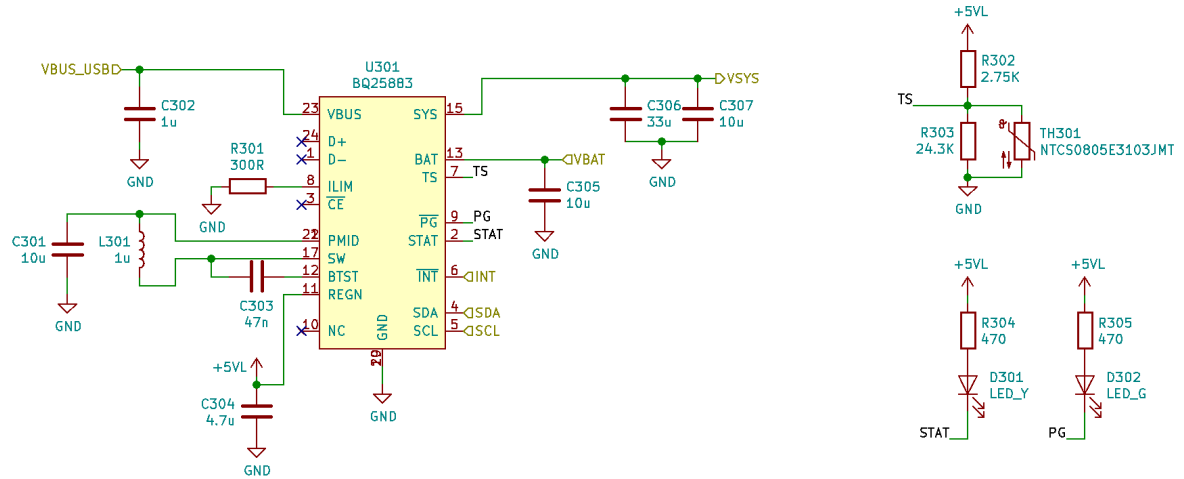 VBUS_USB
C302
1u
GND
U301
BQ25883
23
VBUS
24
D+
1
D-
R301
300R
8
ILIM
GND
3
CE
C301
10u
L301
1u
GND
21
PMID
17
SW
12
BTST
C303
47n
11
REGN
10
NC
+5VL
C304
4.7u
GND
GND
GND
SYS
15
VSYS
C306
33u
C307
10u
GND
BAT
13
VBAT
TS
7
TS
C305
10u
GND
PG
9
PG
STAT
2
STAT
INT
6
INT
SDA
4
SDA
SCL
5
SCL
+5VL
R302
2.75K
TS
R303
24.3K
TH301
NTCS0805E3103JMT
GND
+5VL
R304
470
D301
LED_Y
STAT
+5VL
R305
470
D302
LED_G
PG